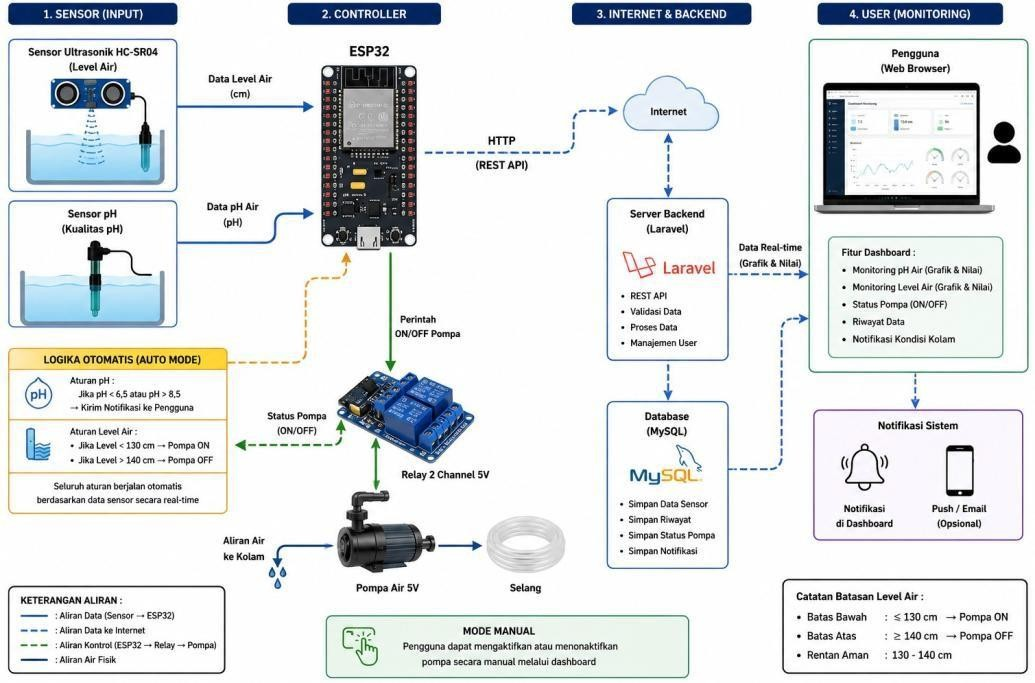 1. SENSOR (INPUT)
2. CONTROLLER
3. INTERNET & BACKEND
4. USER (MONITORING)
Sensor Ultrasonik HC-SR04
(Level Air)
Data Level Air
(cm)
Sensor pH
(Kualitas pH)
Data pH Air
(pH)
ESP32
HTTP
(REST API)
Internet
Server Backend
(Laravel)
Laravel
• REST API
• Validasi Data
• Proses Data
• Manajemen User
Data Real-time
(Grafik & Nilai)
Database
(MySQL)
MySQL
• Simpan Data Sensor
• Simpan Riwayat
• Simpan Status Pompa
• Simpan Notifikasi
Pengguna
(Web Browser)
Fitur Dashboard :
• Monitoring pH Air (Grafik & Nilai)
• Monitoring Level Air (Grafik & Nilai)
• Status Pompa (ON/OFF)
• Riwayat Data
• Notifikasi Kondisi Kolam
Notifikasi Sistem
Notifikasi
di Dashboard
Push / Email
(Opsional)
LOGIKA OTOMATIS (AUTO MODE)
pH
Aturan pH :
Jika pH < 6,5 atau pH > 8,5
→ Kirim Notifikasi ke Pengguna
Aturan Level Air :
• Jika Level < 130 cm → Pompa ON
• Jika Level > 140 cm → Pompa OFF
Seluruh aturan berjalan otomatis
berdasarkan data sensor secara real-time
Perintah
ON/OFF Pompa
Status Pompa
(ON/OFF)
Relay 2 Channel 5V
Aliran Air
ke Kolam
Pompa Air 5V
Selang
KETERANGAN ALIRAN :
: Aliran Data (Sensor → ESP32)
: Aliran Data ke Internet
: Aliran Kontrol (ESP32 → Relay → Pompa)
: Aliran Air Fisik
MODE MANUAL
Pengguna dapat mengaktifkan atau menonaktifkan
pompa secara manual melalui dashboard
Catatan Batasan Level Air :
• Batas Bawah : ≤ 130 cm → Pompa ON
• Batas Atas : ≥ 140 cm → Pompa OFF
• Rentan Aman : 130 - 140 cm